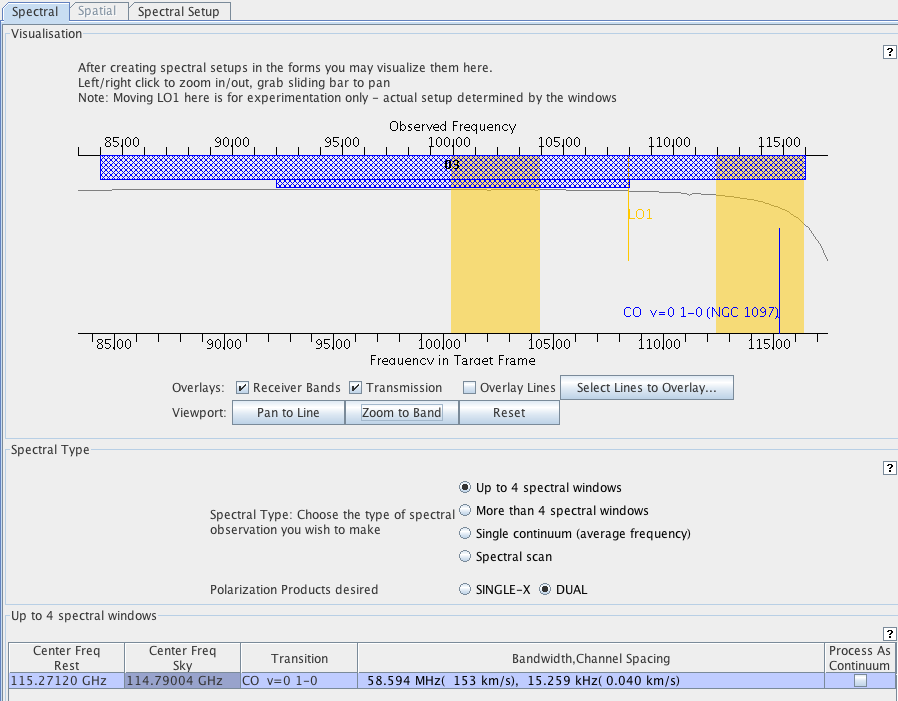 Spectral Spatial Spectral Setup
Visualisation
?
After creating spectral setups in the forms you may visualize them here.
Left/right click to zoom in/out, grab sliding bar to pan
Note: Moving LO1 here is for experimentation only - actual setup determined by the windows
Observed Frequency
85.00 90.00 95.00 100.00 105.00 110.00 115.00
LO1
CO v=0 1-0 (NGC 1097)
85.00 90.00 95.00 100.00 105.00 110.00 115.00
Frequency in Target Frame
Overlays: Receiver Bands Transmission Overlay Lines Select Lines to Overlay...
Viewport: Pan to Line Zoom to Band Reset
Spectral Type
?
Up to 4 spectral windows
More than 4 spectral windows
Spectral Type: Choose the type of spectral
observation you wish to make
Single continuum (average frequency)
Spectral scan
Polarization Products desired SINGLE-X DUAL
Up to 4 spectral windows
?
Center Freq Rest Center Freq Sky Transition Bandwidth,Channel Spacing Process As Continuum
115.27120 GHz 114.79004 GHz CO v=0 1-0 58.594 MHz( 153 km/s), 15.259 kHz( 0.040 km/s)